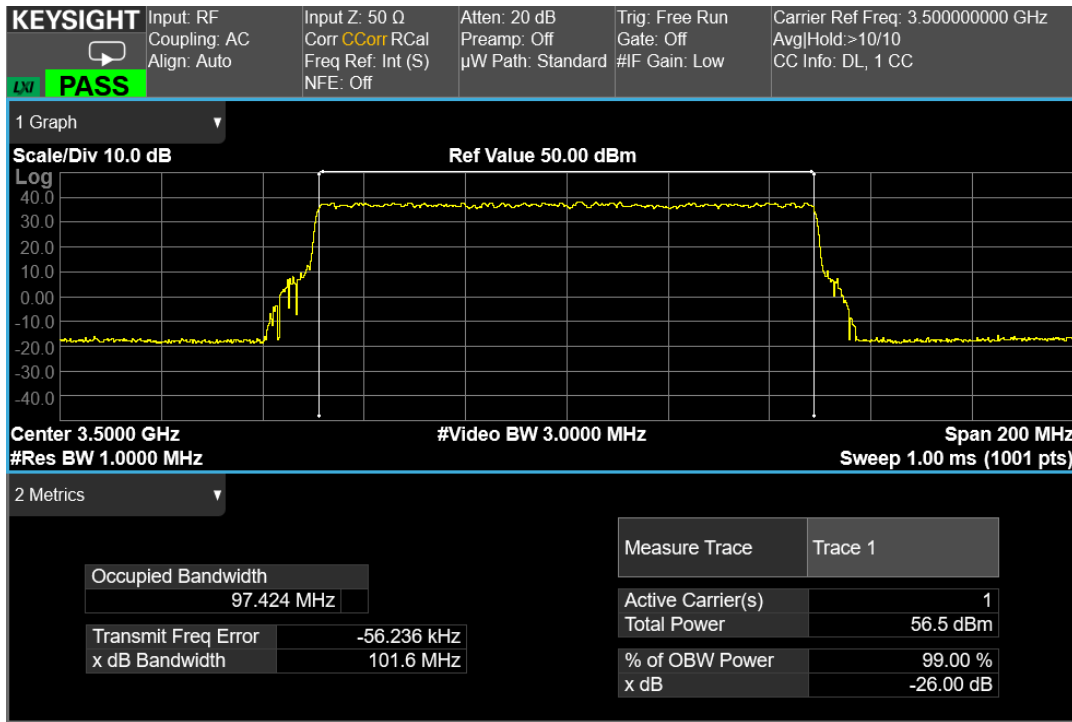 KEYSIGHT Input: RF Input Z: 50 Ω Atten: 20 dB Trig: Free Run Carrier Ref Freq: 3.500000000 GHz
Coupling: AC Corr CCorr RCal Preamp: Off Gate: Off Avg|Hold:>10/10
Align: Auto Freq Ref: Int (S) µW Path: Standard #IF Gain: Low CC Info: DL, 1 CC
LXI PASS NFE: Off
1 Graph
Scale/Div 10.0 dB Ref Value 50.00 dBm
Log
40.0
30.0
20.0
10.0
0.00
-10.0
-20.0
-30.0
-40.0
Center 3.5000 GHz #Video BW 3.0000 MHz Span 200 MHz
#Res BW 1.0000 MHz Sweep 1.00 ms (1001 pts)
2 Metrics
Measure Trace Trace 1
Occupied Bandwidth
97.424 MHz
Active Carrier(s) 1
Total Power 56.5 dBm
Transmit Freq Error -56.236 kHz
x dB Bandwidth 101.6 MHz
% of OBW Power 99.00 %
x dB -26.00 dB